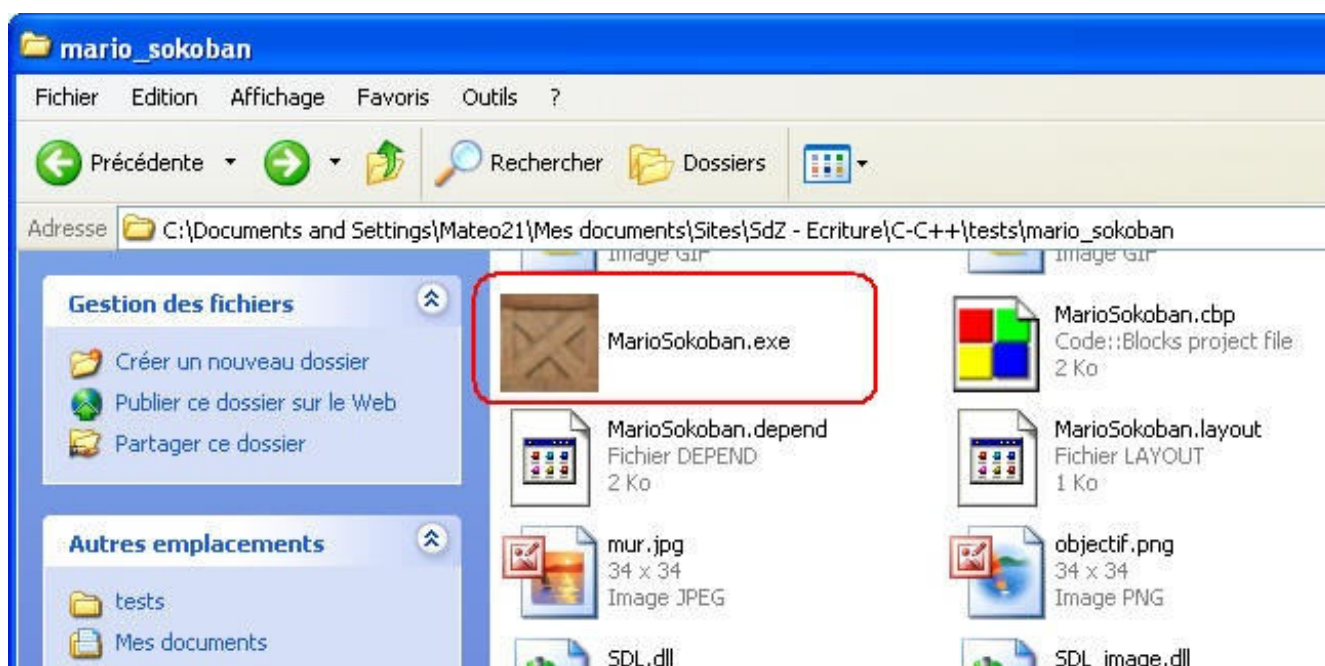 mario_sokoban
Fichier Edition Affichage Favoris Outils ?
Précédente Rechercher Dossiers
Adresse C:\Documents and Settings\Mateo21\Mes documents\Sites\SdZ - Ecriture\C-C++\tests\mario_sokoban
Gestion des fichiers
Créer un nouveau dossier
Publier ce dossier sur le Web
Partager ce dossier
Autres emplacements
tests
Mes documents
Image GIF
Image GIF
MarioSokoban.exe
MarioSokoban.cbp
Code::Blocks project file
2 Ko
MarioSokoban.depend
Fichier DEPEND
2 Ko
MarioSokoban.layout
Fichier LAYOUT
1 Ko
mur.jpg
34 x 34
Image JPEG
objectif.png
34 x 34
Image PNG
SDL.dll
SDL_image.dll